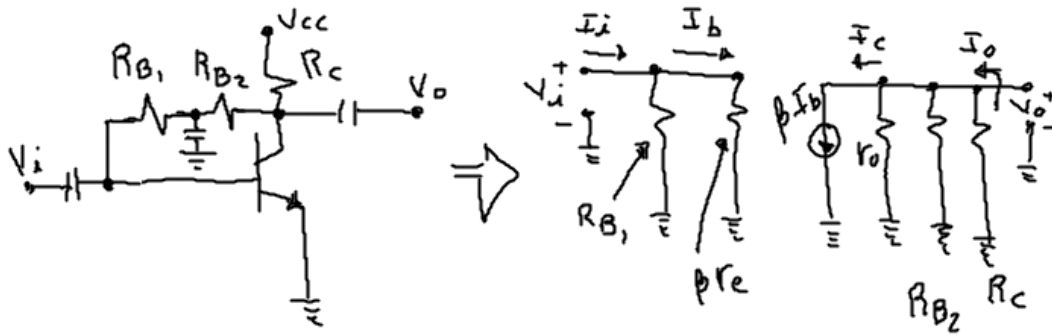 Vcc
RB1 RB2 Rc
Vo
Vi
Ii Ib
Vi + -
RB1
βre
Ic Io
βIb
ro
Vo + -
RB2 Rc